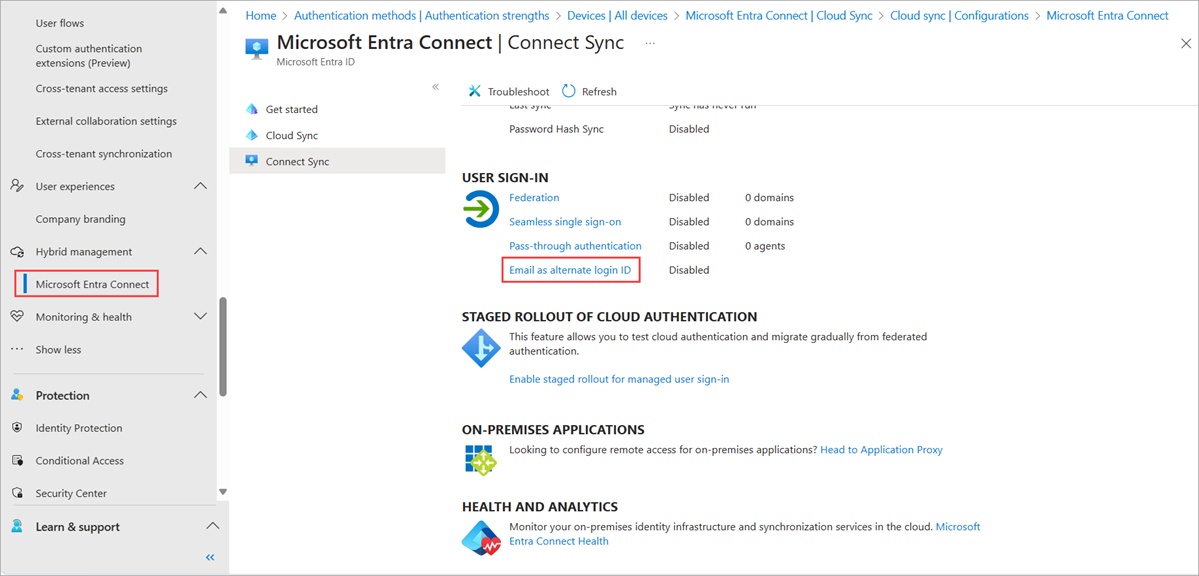 Home > Authentication methods | Authentication strengths > Devices | All devices > Microsoft Entra Connect | Cloud Sync > Cloud sync | Configurations > Microsoft Entra Connect
Microsoft Entra Connect | Connect Sync ...
Microsoft Entra ID
User flows
Custom authentication
extensions (Preview)
Cross-tenant access settings
External collaboration settings
Cross-tenant synchronization
User experiences
Company branding
Hybrid management
Microsoft Entra Connect
Monitoring & health
... Show less
Protection
Identity Protection
Conditional Access
Security Center
Learn & support
«
«
Get started
Cloud Sync
Connect Sync
Troubleshoot Refresh
Last sync Sync has never run
Password Hash Sync Disabled
USER SIGN-IN
Federation Disabled 0 domains
Seamless single sign-on Disabled 0 domains
Pass-through authentication Disabled 0 agents
Email as alternate login ID Disabled
STAGED ROLLOUT OF CLOUD AUTHENTICATION
This feature allows you to test cloud authentication and migrate gradually from federated
authentication.
Enable staged rollout for managed user sign-in
ON-PREMISES APPLICATIONS
Looking to configure remote access for on-premises applications? Head to Application Proxy
HEALTH AND ANALYTICS
Monitor your on-premises identity infrastructure and synchronization services in the cloud. Microsoft
Entra Connect Health